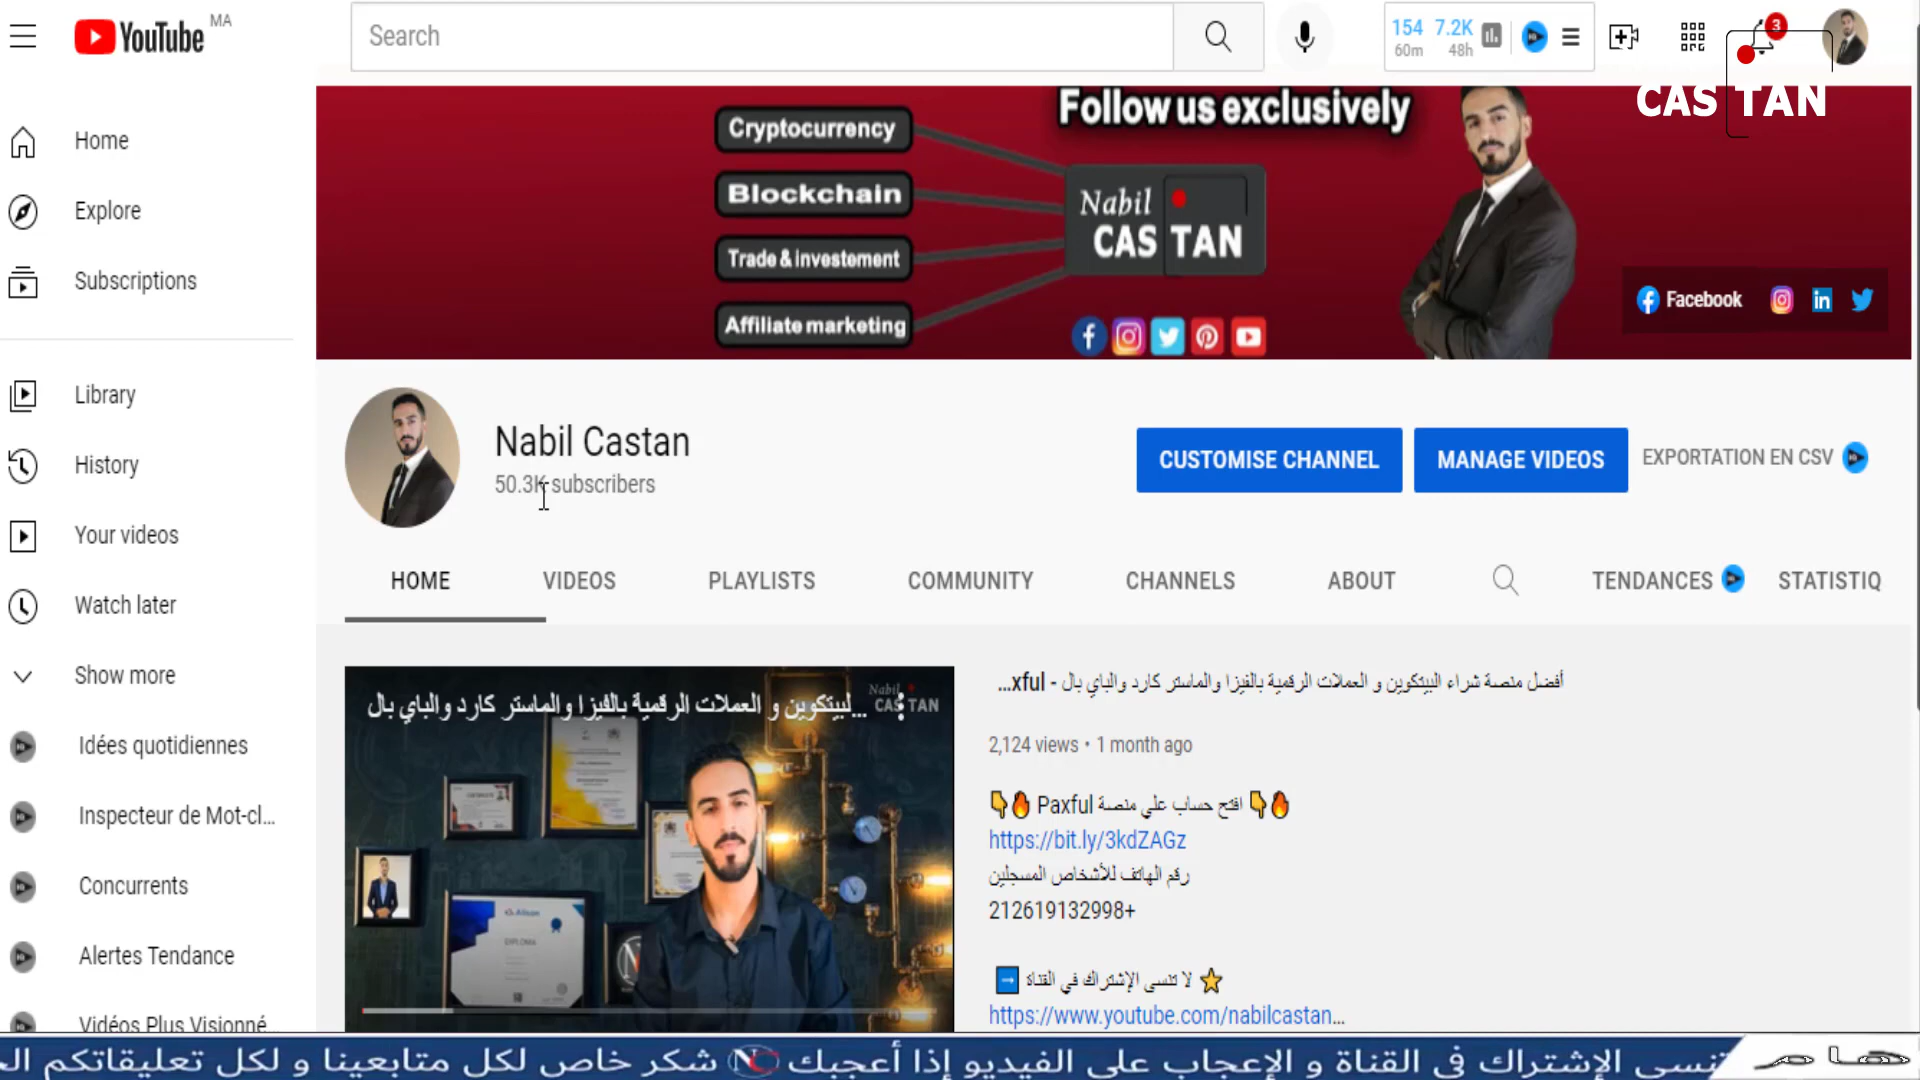 YouTube MA
Search
154 7.2K
60m 48h
3
CAS TAN
Home
Explore
Subscriptions
Library
History
Your videos
Watch later
Show more
Idées quotidiennes
Inspecteur de Mot-cl...
Concurrents
Alertes Tendance
Vidéos Plus Visionné
Follow us exclusively
Cryptocurrency
Blockchain
Trade & investement
Affiliate marketing
Nabil
CAS TAN
Facebook
Nabil Castan
50.3K subscribers
CUSTOMISE CHANNEL
MANAGE VIDEOS
EXPORTATION EN CSV
HOME
VIDEOS
PLAYLISTS
COMMUNITY
CHANNELS
ABOUT
TENDANCES
STATISTIQ
لبيتكوين و العملات الرقمية بالفيزا والماستر كارد والباي بال...
Nabil
CAS TAN
Alison
DIPLOMA
أفضل منصة شراء البيتكوين و العملات الرقمية بالفيزا والماستر كارد والباي بال - xful...
2,124 views • 1 month ago
👇🔥 افتح حساب علي منصة Paxful 👇🔥
https://bit.ly/3kdZAGz
رقم الهاتف للأشخاص المسجلين
212619132998+
⭐ لا تنسى الإشتراك في القناة ➡
https://www.youtube.com/nabilcastan...
تنسى الإشتراك في القناة و الإعجاب على الفيديو إذا أعجبك NC شكر خاص لكل متابعينا و لكل تعليقاتكم الح